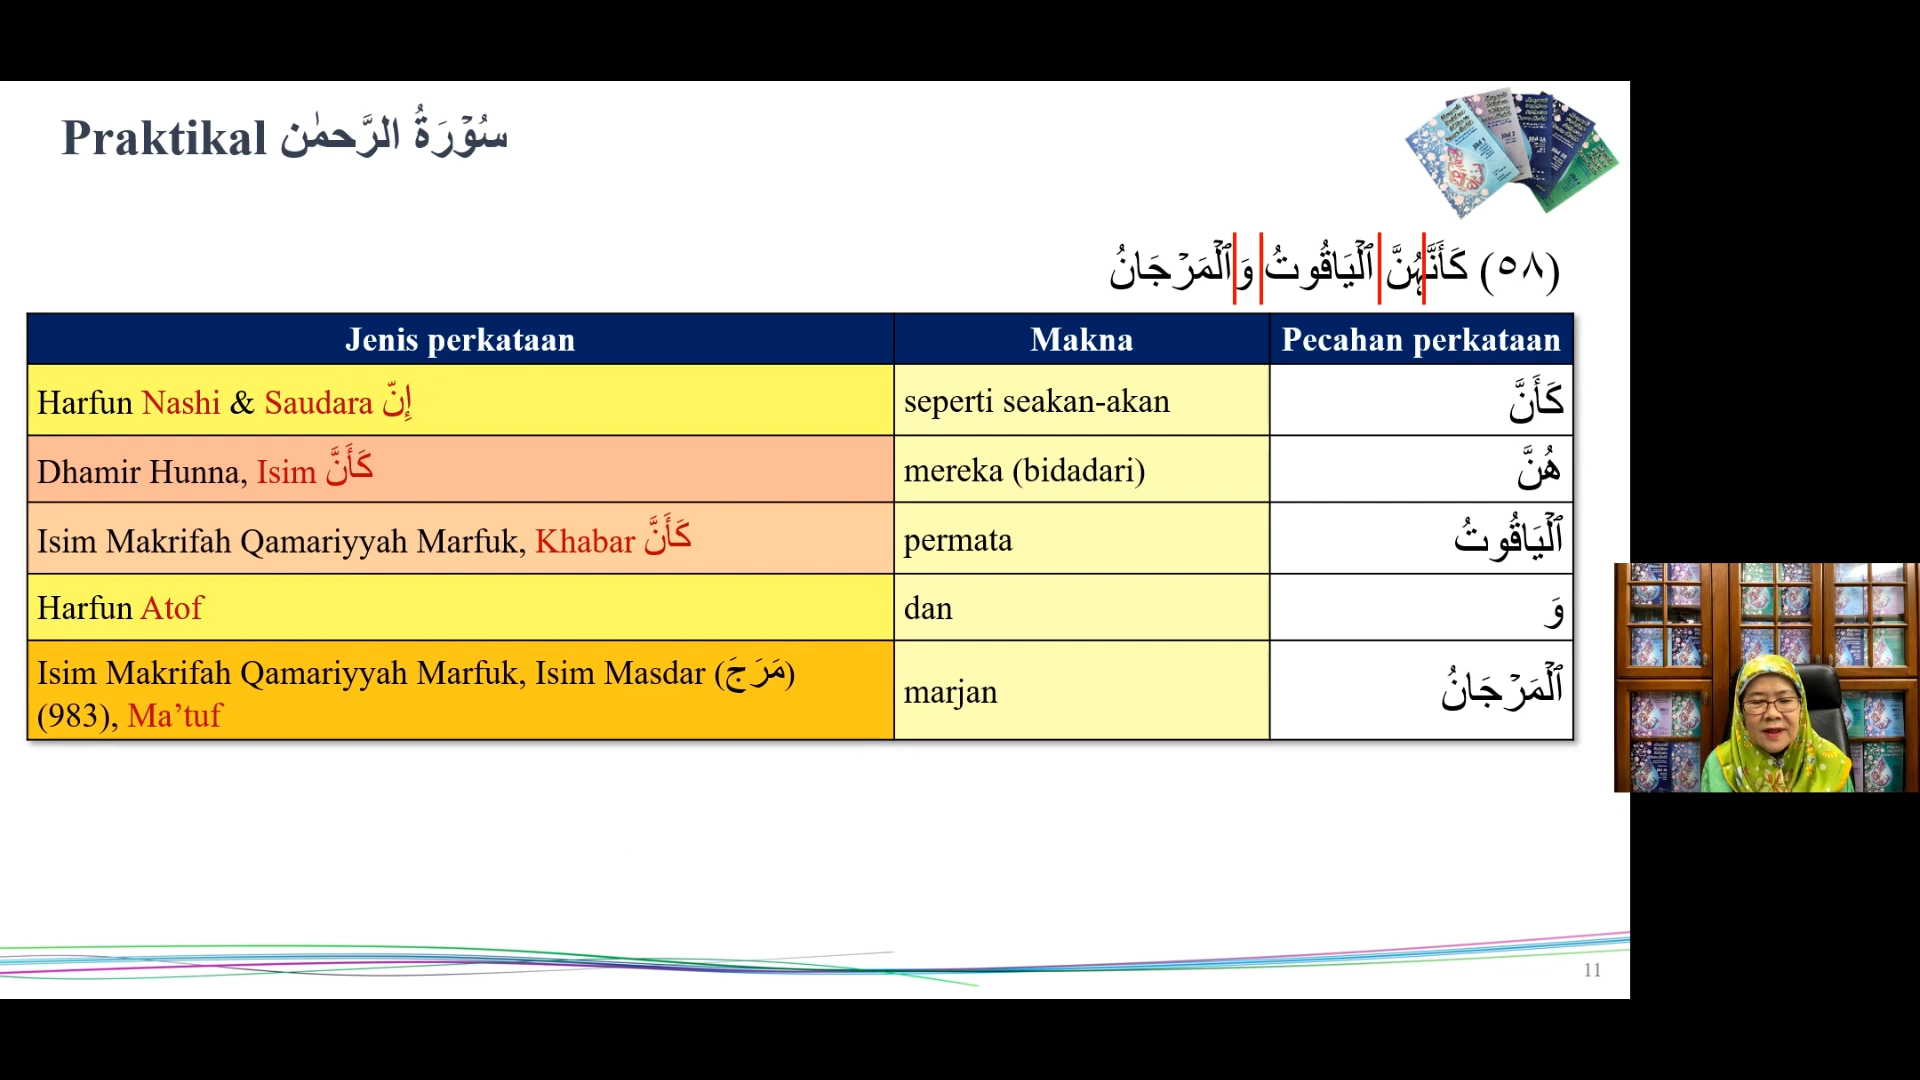 Praktikal سُوْرَةُ الرَّحمٰن
(٥٨) كَأَنَّهُنَّ ٱلْيَاقُوتُ وَٱلْمَرْجَانُ
Jenis perkataan Makna Pecahan perkataan
Harfun Nashi & Saudara إِنّ seperti seakan-akan كَأَنَّ
Dhamir Hunna, Isim كَأَنَّ mereka (bidadari) هُنَّ
Isim Makrifah Qamariyyah Marfuk, Khabar كَأَنَّ permata ٱلْيَاقُوتُ
Harfun Atof dan وَ
Isim Makrifah Qamariyyah Marfuk, Isim Masdar (مَرَجَ)
(983), Ma’tuf marjan ٱلْمَرْجَانُ
11